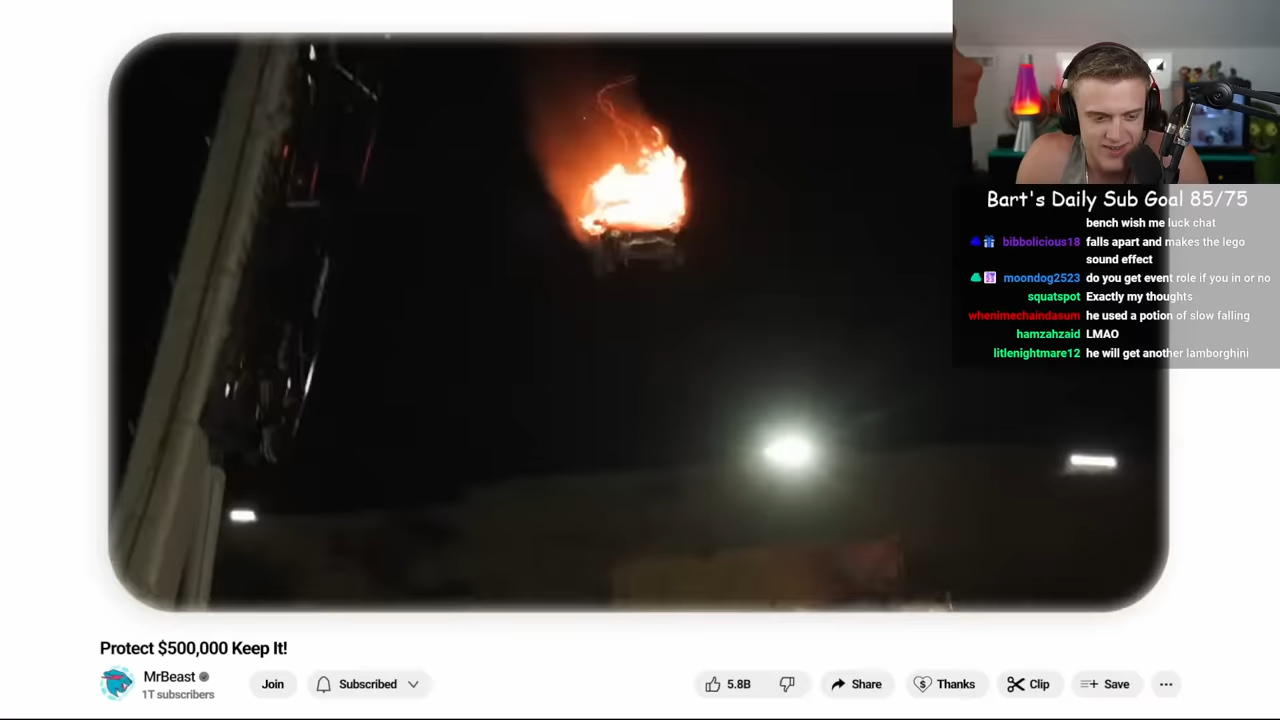 Bart's Daily Sub Goal 85/75
bench wish me luck chat
bibbolicious18 falls apart and makes the lego
sound effect
moondog2523 do you get event role if you in or no
squatspot Exactly my thoughts
whenimechaindasum he used a potion of slow falling
hamzahzaid LMAO
litlenightmare12 he will get another lamborghini
Protect $500,000 Keep It!
MrBeast
1T subscribers
Join
Subscribed
5.8B
Share
Thanks
Clip
Save